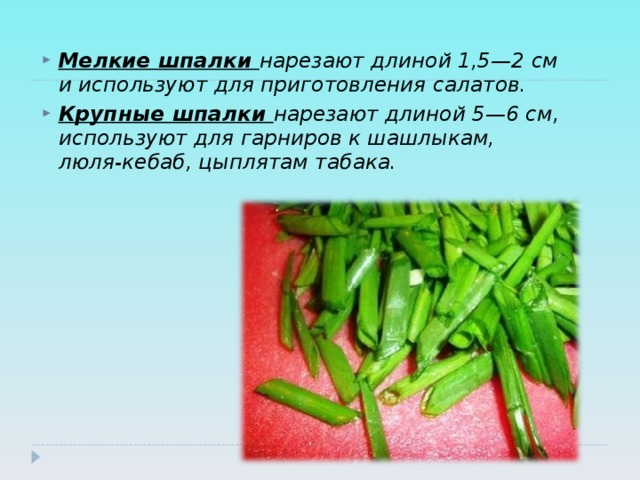 Мелкие шпалки нарезают длиной 1,5—2 см
и используют для приготовления салатов.
Крупные шпалки нарезают длиной 5—6 см,
используют для гарниров к шашлыкам,
люля-кебаб, цыплятам табака.